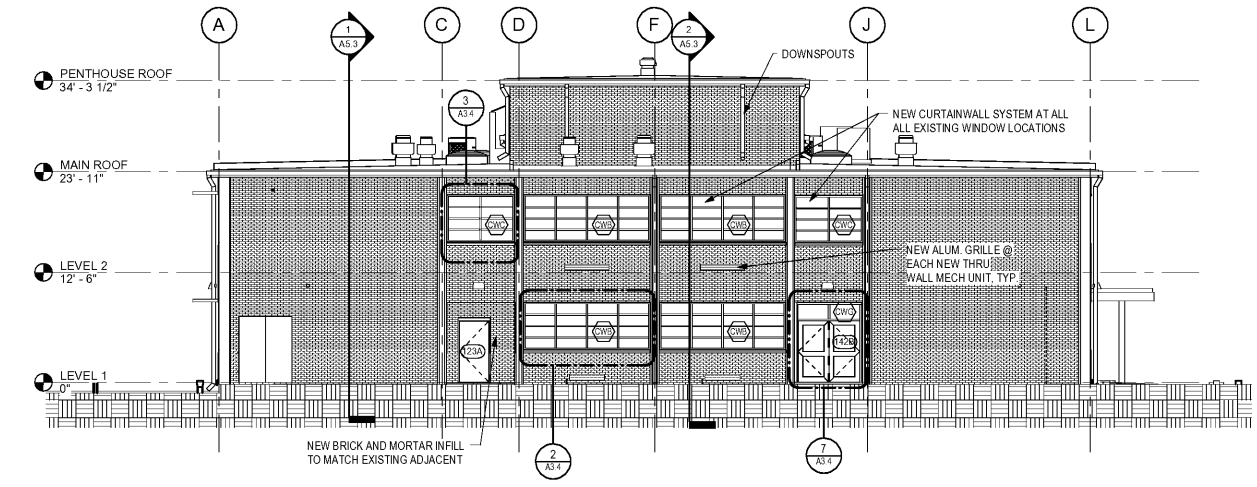 A
C
D
F
J
L
1
A5.3
2
A5.3
DOWNSPOUTS
PENTHOUSE ROOF
34' - 3 1/2"
3
A3.4
NEW CURTAINWALL SYSTEM AT ALL
ALL EXISTING WINDOW LOCATIONS
MAIN ROOF
23' - 11"
CWC
CWB
CWB
CWC
NEW ALUM. GRILLE @
EACH NEW THRU
WALL MECH UNIT, TYP.
LEVEL 2
12' - 6"
CWB
CWB
CWC
123A
142B
LEVEL 1
0"
NEW BRICK AND MORTAR INFILL
TO MATCH EXISTING ADJACENT
2
A3.4
7
A3.4